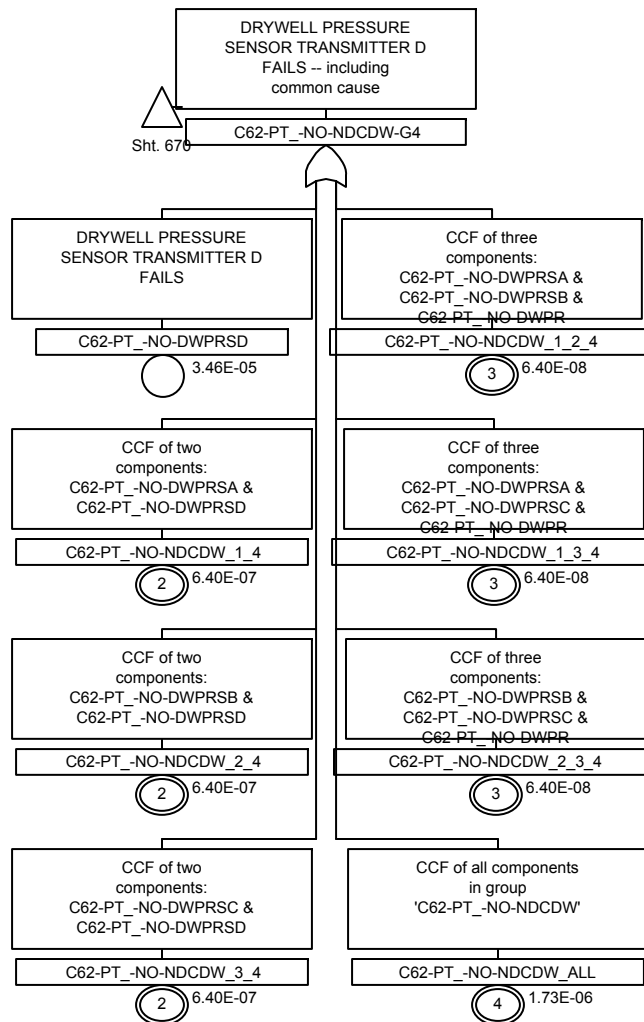 DRYWELL PRESSURE
SENSOR TRANSMITTER D
FAILS -- including
common cause
Sht. 670
C62-PT_-NO-NDCDW-G4
DRYWELL PRESSURE
SENSOR TRANSMITTER D
FAILS
C62-PT_-NO-DWPRSD
3.46E-05
CCF of three
components:
C62-PT_-NO-DWPRSA &
C62-PT_-NO-DWPRSB &
C62-PT_-NO-DWPR
C62-PT_-NO-NDCDW_1_2_4
3
6.40E-08
CCF of two
components:
C62-PT_-NO-DWPRSA &
C62-PT_-NO-DWPRSD
C62-PT_-NO-NDCDW_1_4
2
6.40E-07
CCF of three
components:
C62-PT_-NO-DWPRSA &
C62-PT_-NO-DWPRSC &
C62-PT_-NO-DWPR
C62-PT_-NO-NDCDW_1_3_4
3
6.40E-08
CCF of two
components:
C62-PT_-NO-DWPRSB &
C62-PT_-NO-DWPRSD
C62-PT_-NO-NDCDW_2_4
2
6.40E-07
CCF of three
components:
C62-PT_-NO-DWPRSB &
C62-PT_-NO-DWPRSC &
C62-PT_-NO-DWPR
C62-PT_-NO-NDCDW_2_3_4
3
6.40E-08
CCF of two
components:
C62-PT_-NO-DWPRSC &
C62-PT_-NO-DWPRSD
C62-PT_-NO-NDCDW_3_4
2
6.40E-07
CCF of all components
in group
'C62-PT_-NO-NDCDW'
C62-PT_-NO-NDCDW_ALL
4
1.73E-06